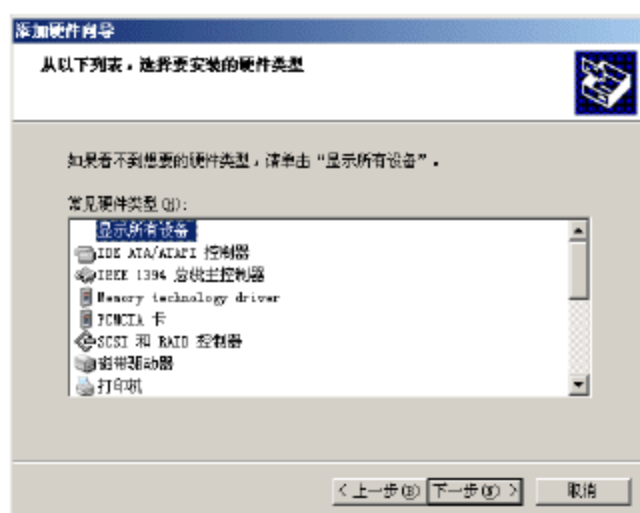 添加硬件向导
从以下列表，选择要安装的硬件类型
如果看不到想要的硬件类型，请单击“显示所有设备”。
常见硬件类型(H)：
显示所有设备
IDE ATA/ATAPI 控制器
IEEE 1394 总线主控制器
Memory technology driver
PCMCIA 卡
SCSI 和 RAID 控制器
磁带驱动器
打印机
< 上一步(B) 下一步(N) > 取消